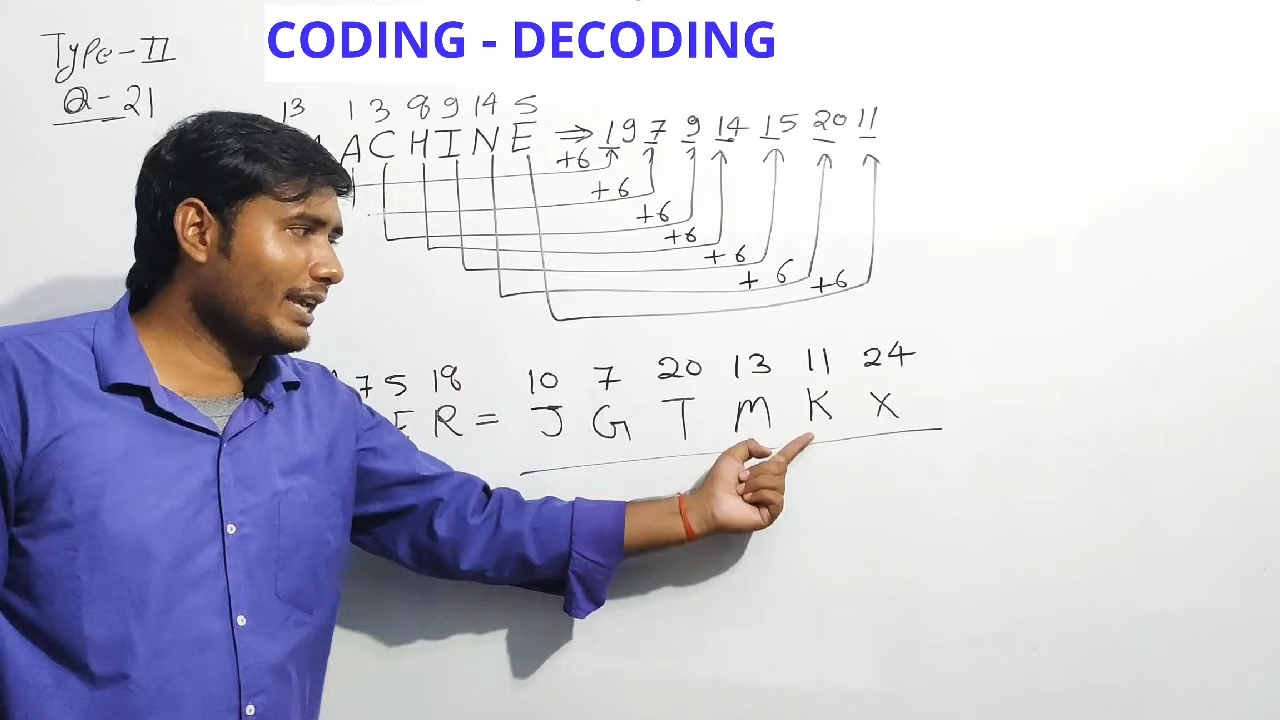 CODING - DECODING
Type-II
Q-21
13 1 3 8 9 14 5
ACHINE ⇒ 19 7 9 14 15 20 11
+6
+6
+6
+6
+6
+6
+6
7 5 18 10 7 20 13 11 24
E R = J G T M K X